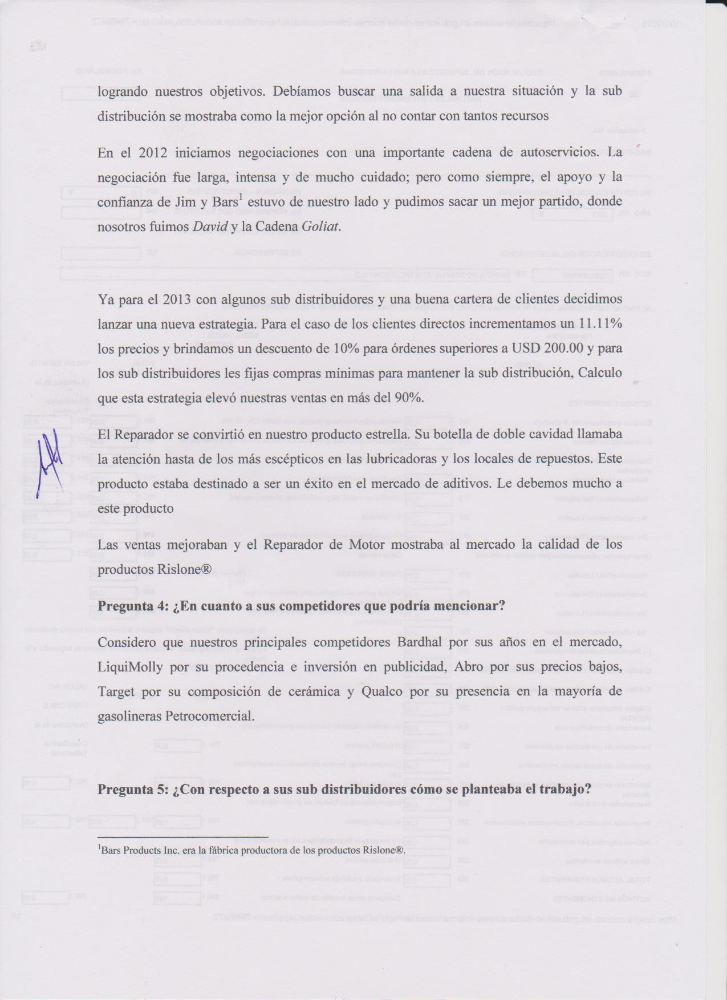 logrando nuestros objetivos. Debíamos buscar una salida a nuestra situación y la sub
distribución se mostraba como la mejor opción al no contar con tantos recursos
En el 2012 iniciamos negociaciones con una importante cadena de autoservicios. La
negociación fue larga, intensa y de mucho cuidado; pero como siempre, el apoyo y la
confianza de Jim y Bars¹ estuvo de nuestro lado y pudimos sacar un mejor partido, donde
nosotros fuimos David y la Cadena Goliat.
Ya para el 2013 con algunos sub distribuidores y una buena cartera de clientes decidimos
lanzar una nueva estrategia. Para el caso de los clientes directos incrementamos un 11.11%
los precios y brindamos un descuento de 10% para órdenes superiores a USD 200.00 y para
los sub distribuidores les fijas compras mínimas para mantener la sub distribución, Calculo
que esta estrategia elevó nuestras ventas en más del 90%.
El Reparador se convirtió en nuestro producto estrella. Su botella de doble cavidad llamaba
la atención hasta de los más escépticos en las lubricadoras y los locales de repuestos. Este
producto estaba destinado a ser un éxito en el mercado de aditivos. Le debemos mucho a
este producto
Las ventas mejoraban y el Reparador de Motor mostraba al mercado la calidad de los
productos Rislone®
Pregunta 4: ¿En cuanto a sus competidores que podría mencionar?
Considero que nuestros principales competidores Bardhal por sus años en el mercado,
LiquiMolly por su procedencia e inversión en publicidad, Abro por sus precios bajos,
Target por su composición de cerámica y Qualco por su presencia en la mayoría de
gasolineras Petrocomercial.
Pregunta 5: ¿Con respecto a sus sub distribuidores cómo se planteaba el trabajo?
¹Bars Products Inc. era la fábrica productora de los productos Rislone®.